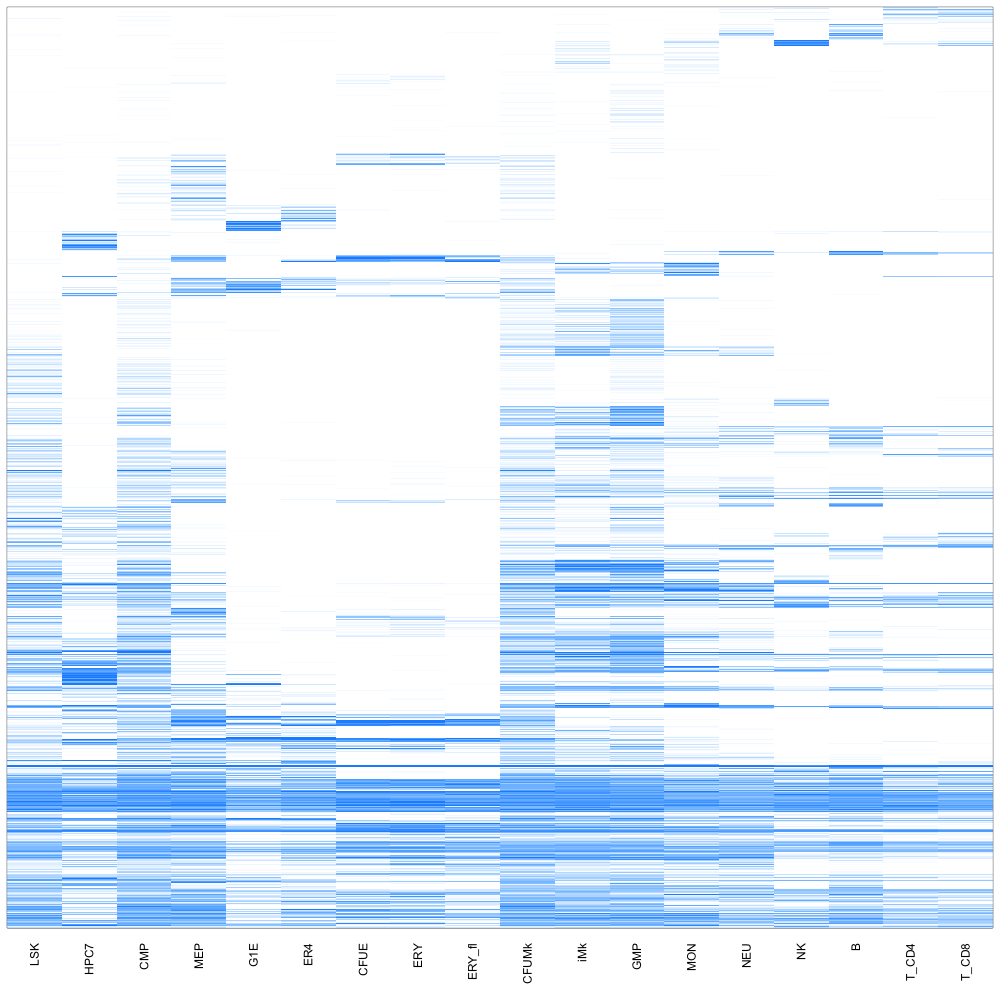 LSK
HPC7
CMP
MEP
G1E
ER4
CFUE
ERY
ERY_fl
CFUMk
iMk
GMP
MON
NEU
NK
B
T_CD4
T_CD8